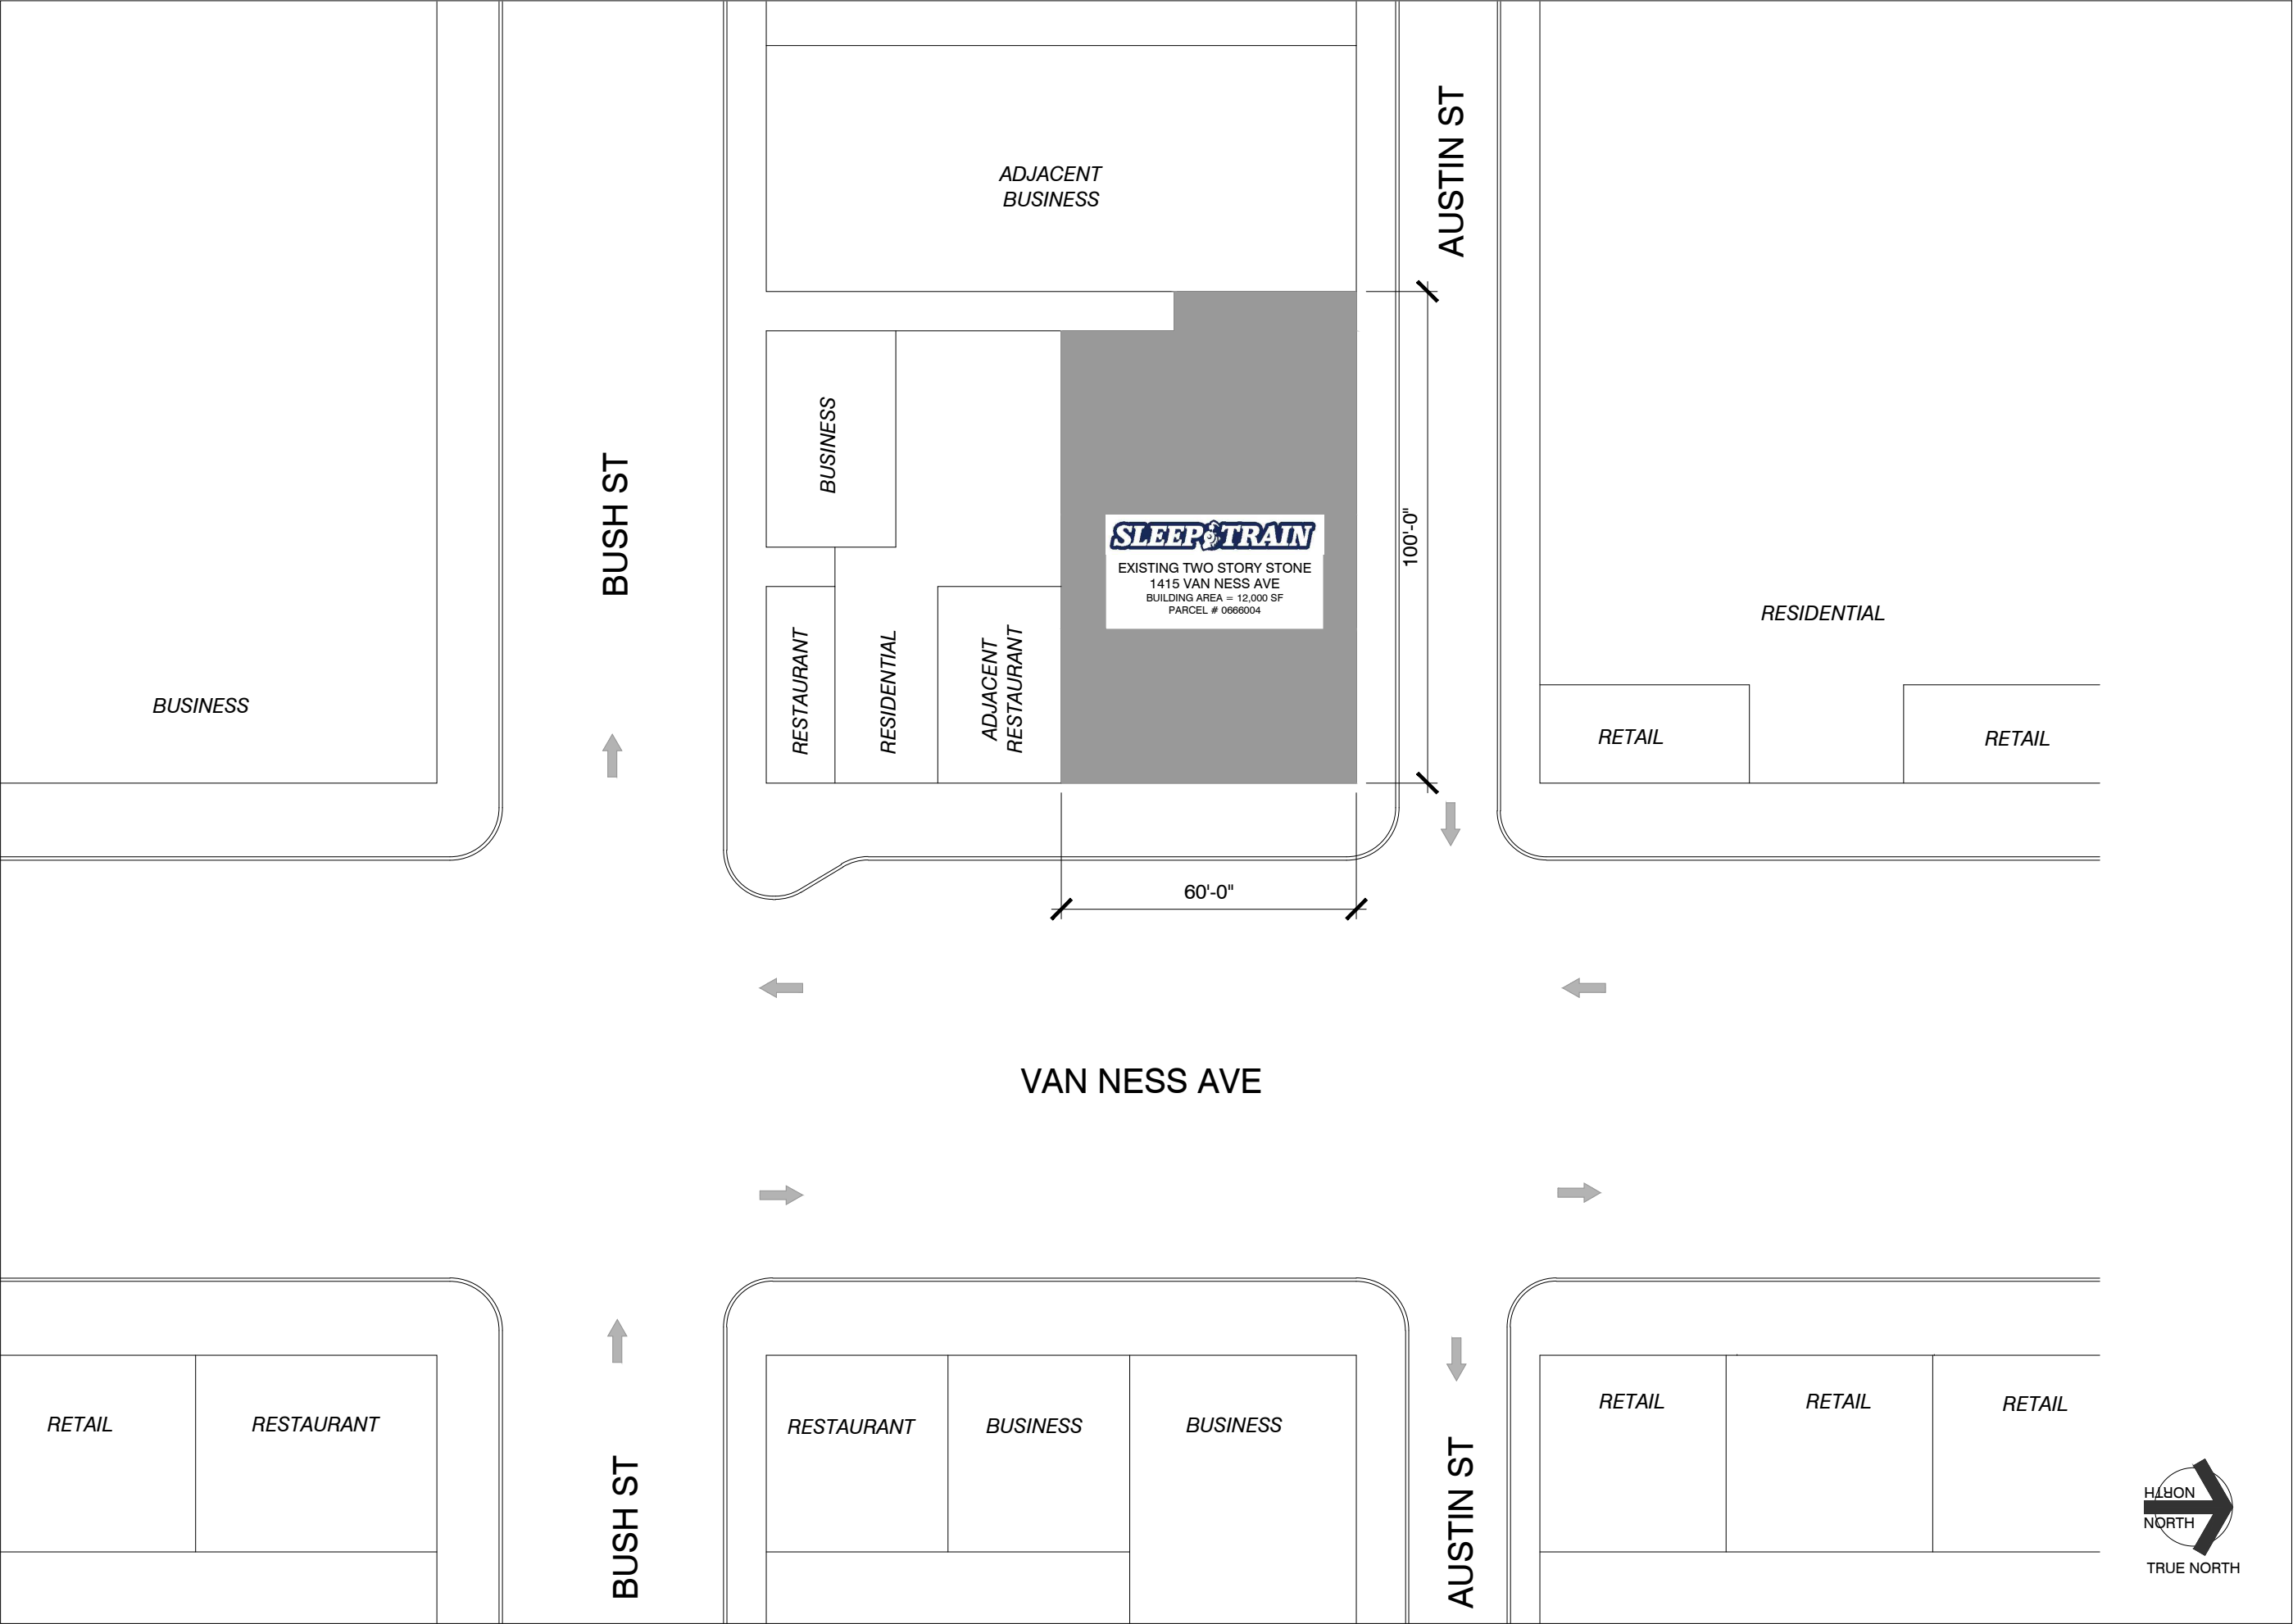 ADJACENT
BUSINESS
AUSTIN ST
BUSH ST
BUSINESS
SLEEP TRAIN
EXISTING TWO STORY STONE
1415 VAN NESS AVE
BUILDING AREA = 12,000 SF
PARCEL # 0666004
100'-0"
RESTAURANT
RESIDENTIAL
ADJACENT
RESTAURANT
RESIDENTIAL
BUSINESS
RETAIL
RETAIL
60'-0"
VAN NESS AVE
RETAIL
RESTAURANT
BUSH ST
RESTAURANT
BUSINESS
BUSINESS
AUSTIN ST
RETAIL
RETAIL
RETAIL
NORTH
NORTH
TRUE NORTH